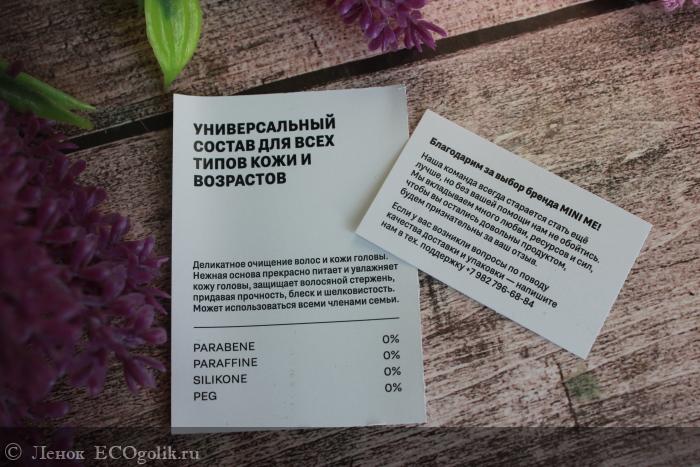 УНИВЕРСАЛЬНЫЙ
СОСТАВ ДЛЯ ВСЕХ
ТИПОВ КОЖИ И
ВОЗРАСТОВ
Деликатное очищение волос и кожи головы.
Нежная основа прекрасно питает и увлажняет
кожу головы, защищает волосяной стержень,
придавая прочность, блеск и шелковистость.
Может использоваться всеми членами семьи.
PARABENE 0%
PARAFFINE 0%
SILIKONE 0%
PEG 0%
Благодарим за выбор бренда MINI ME!
Наша команда всегда старается стать ещё
лучше, но без вашей помощи нам не обойтись.
Мы вкладываем много любви, ресурсов и сил,
чтобы вы остались довольны продуктом,
будем признательны за ваш отзыв.
Если у вас возникли вопросы по поводу
качества доставки и упаковки — напишите
нам в тех. поддержку +7 982 796-68-84
© Ленок ECOgolik.ru